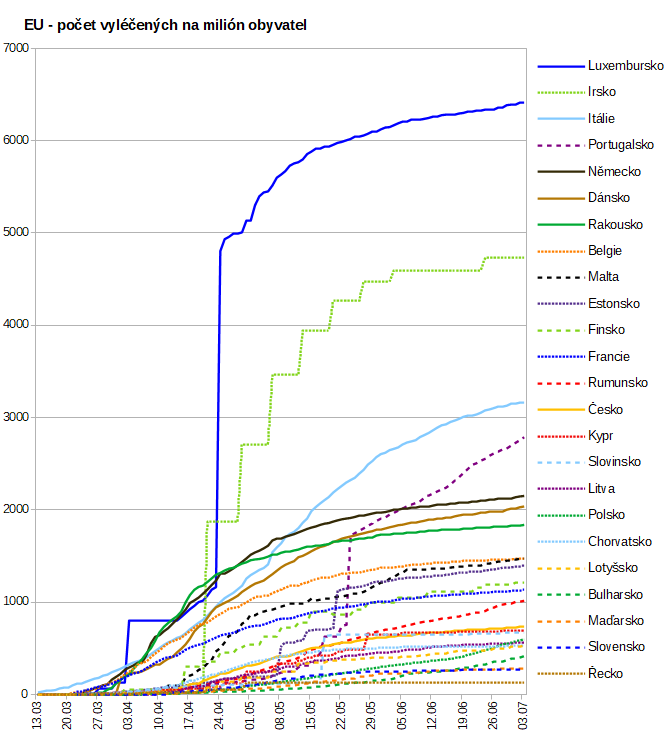 EU - počet vyléčených na milión obyvatel
7000
6000
5000
4000
3000
2000
1000
0
13.03
20.03
27.03
03.04
10.04
17.04
24.04
01.05
08.05
15.05
22.05
29.05
05.06
12.06
19.06
26.06
03.07
Luxembursko
Irsko
Itálie
Portugalsko
Německo
Dánsko
Rakousko
Belgie
Malta
Estonsko
Finsko
Francie
Rumunsko
Česko
Kypr
Slovinsko
Litva
Polsko
Chorvatsko
Lotyšsko
Bulharsko
Maďarsko
Slovensko
Řecko